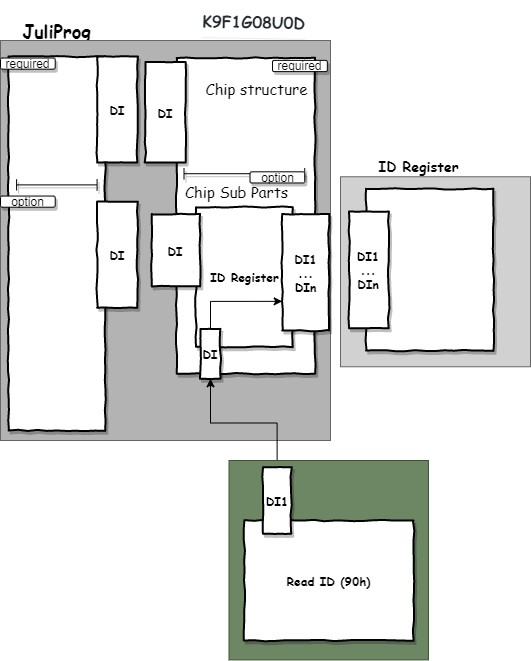 K9F1G08U0D
JuliProg
required
required
DI
DI
Chip structure
option
Chip Sub Parts
option
ID Register
DI
DI
ID Register
DI1
...
DIn
DI1
...
DIn
DI
DI1
Read ID (90h)